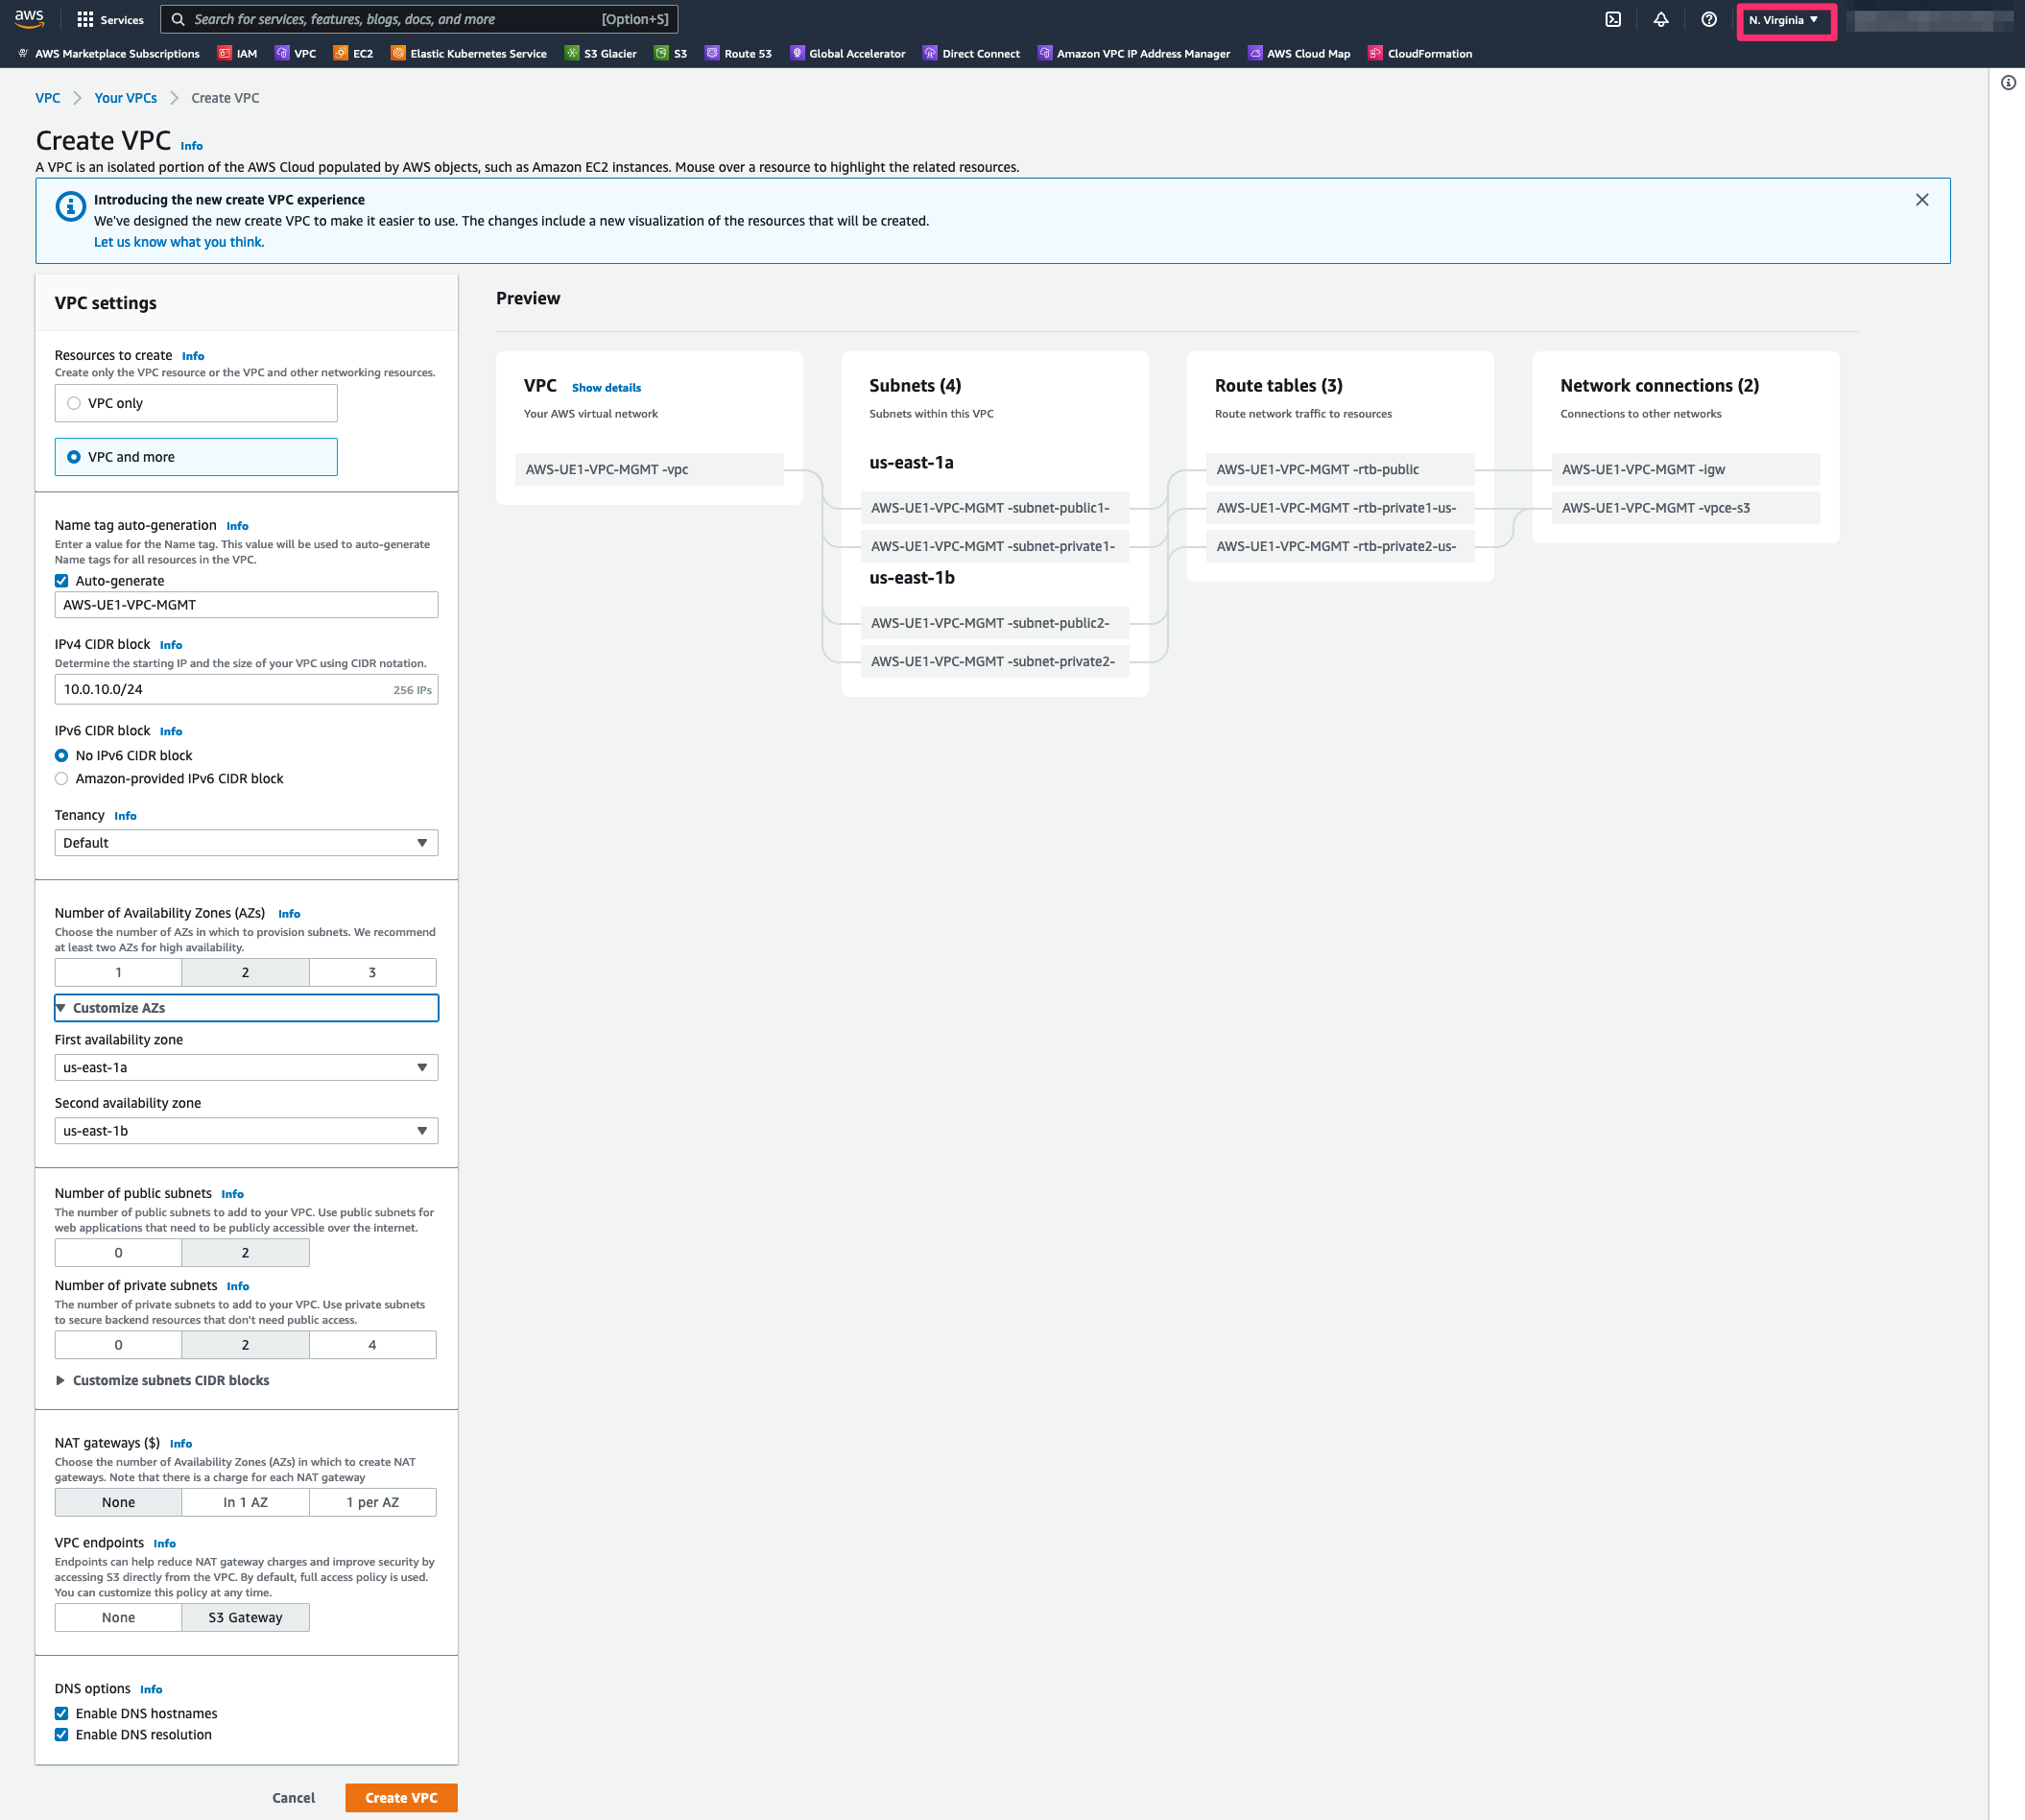 aws
Services
Search for services, features, blogs, docs, and more
[Option+S]
N. Virginia
AWS Marketplace Subscriptions
IAM
VPC
EC2
Elastic Kubernetes Service
S3 Glacier
S3
Route 53
Global Accelerator
Direct Connect
Amazon VPC IP Address Manager
AWS Cloud Map
CloudFormation
VPC
Your VPCs
Create VPC
Create VPC Info
A VPC is an isolated portion of the AWS Cloud populated by AWS objects, such as Amazon EC2 instances. Mouse over a resource to highlight the related resources.
Introducing the new create VPC experience
We've designed the new create VPC to make it easier to use. The changes include a new visualization of the resources that will be created.
Let us know what you think.
VPC settings
Resources to create Info
Create only the VPC resource or the VPC and other networking resources.
VPC only
VPC and more
Name tag auto-generation Info
Enter a value for the Name tag. This value will be used to auto-generate
Name tags for all resources in the VPC.
Auto-generate
AWS-UE1-VPC-MGMT
IPv4 CIDR block Info
Determine the starting IP and the size of your VPC using CIDR notation.
10.0.10.0/24
256 IPs
IPv6 CIDR block Info
No IPv6 CIDR block
Amazon-provided IPv6 CIDR block
Tenancy Info
Default
Number of Availability Zones (AZs) Info
Choose the number of AZs in which to provision subnets. We recommend
at least two AZs for high availability.
1
2
3
Customize AZs
First availability zone
us-east-1a
Second availability zone
us-east-1b
Number of public subnets Info
The number of public subnets to add to your VPC. Use public subnets for
web applications that need to be publicly accessible over the internet.
0
2
Number of private subnets Info
The number of private subnets to add to your VPC. Use private subnets
to secure backend resources that don't need public access.
0
2
4
Customize subnets CIDR blocks
NAT gateways ($) Info
Choose the number of Availability Zones (AZs) in which to create NAT
gateways. Note that there is a charge for each NAT gateway
None
In 1 AZ
1 per AZ
VPC endpoints Info
Endpoints can help reduce NAT gateway charges and improve security by
accessing S3 directly from the VPC. By default, full access policy is used.
You can customize this policy at any time.
None
S3 Gateway
DNS options Info
Enable DNS hostnames
Enable DNS resolution
Cancel
Create VPC
Preview
VPC Show details
Your AWS virtual network
AWS-UE1-VPC-MGMT -vpc
Subnets (4)
Subnets within this VPC
us-east-1a
AWS-UE1-VPC-MGMT -subnet-public1-
AWS-UE1-VPC-MGMT -subnet-private1-
us-east-1b
AWS-UE1-VPC-MGMT -subnet-public2-
AWS-UE1-VPC-MGMT -subnet-private2-
Route tables (3)
Route network traffic to resources
AWS-UE1-VPC-MGMT -rtb-public
AWS-UE1-VPC-MGMT -rtb-private1-us-
AWS-UE1-VPC-MGMT -rtb-private2-us-
Network connections (2)
Connections to other networks
AWS-UE1-VPC-MGMT -igw
AWS-UE1-VPC-MGMT -vpce-s3